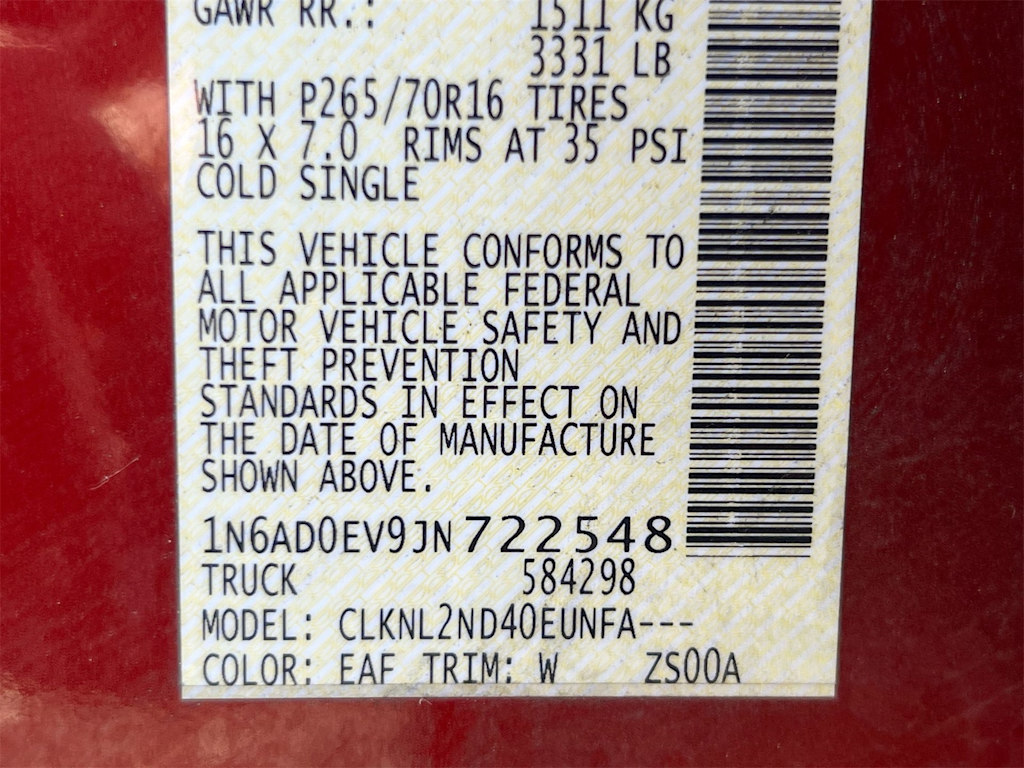 GAWR RR.: 1511 KG
3331 LB
WITH P265/70R16 TIRES
16 X 7.0 RIMS AT 35 PSI
COLD SINGLE
THIS VEHICLE CONFORMS TO
ALL APPLICABLE FEDERAL
MOTOR VEHICLE SAFETY AND
THEFT PREVENTION
STANDARDS IN EFFECT ON
THE DATE OF MANUFACTURE
SHOWN ABOVE.
1N6AD0EV9JN722548
TRUCK 584298
MODEL: CLKNL2ND40EUNFA---
COLOR: EAF TRIM: W ZS00A